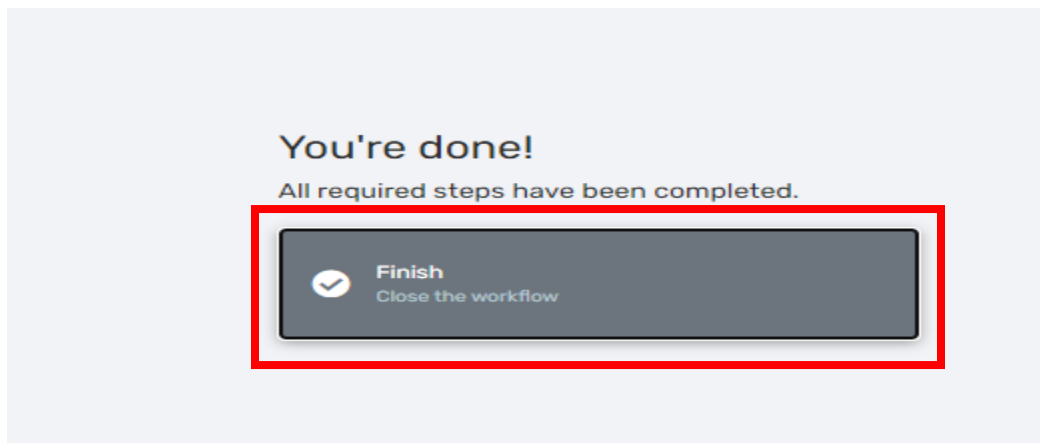 You're done!
All required steps have been completed.
Finish
Close the workflow